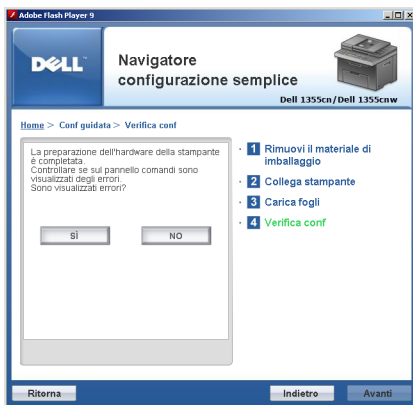 Adobe Flash Player 9
DELL
Navigatore
configurazione semplice
Dell 1355cn/Dell 1355cnw
Home > Conf guidata > Verifica conf
La preparazione dell'hardware della stampante
è completata.
Controllare se sul pannello comandi sono
visualizzati degli errori.
Sono visualizzati errori?
SÌ
NO
1 Rimuovi il materiale di
imballaggio
2 Collega stampante
3 Carica fogli
4 Verifica conf
Ritorna
Indietro
Avanti